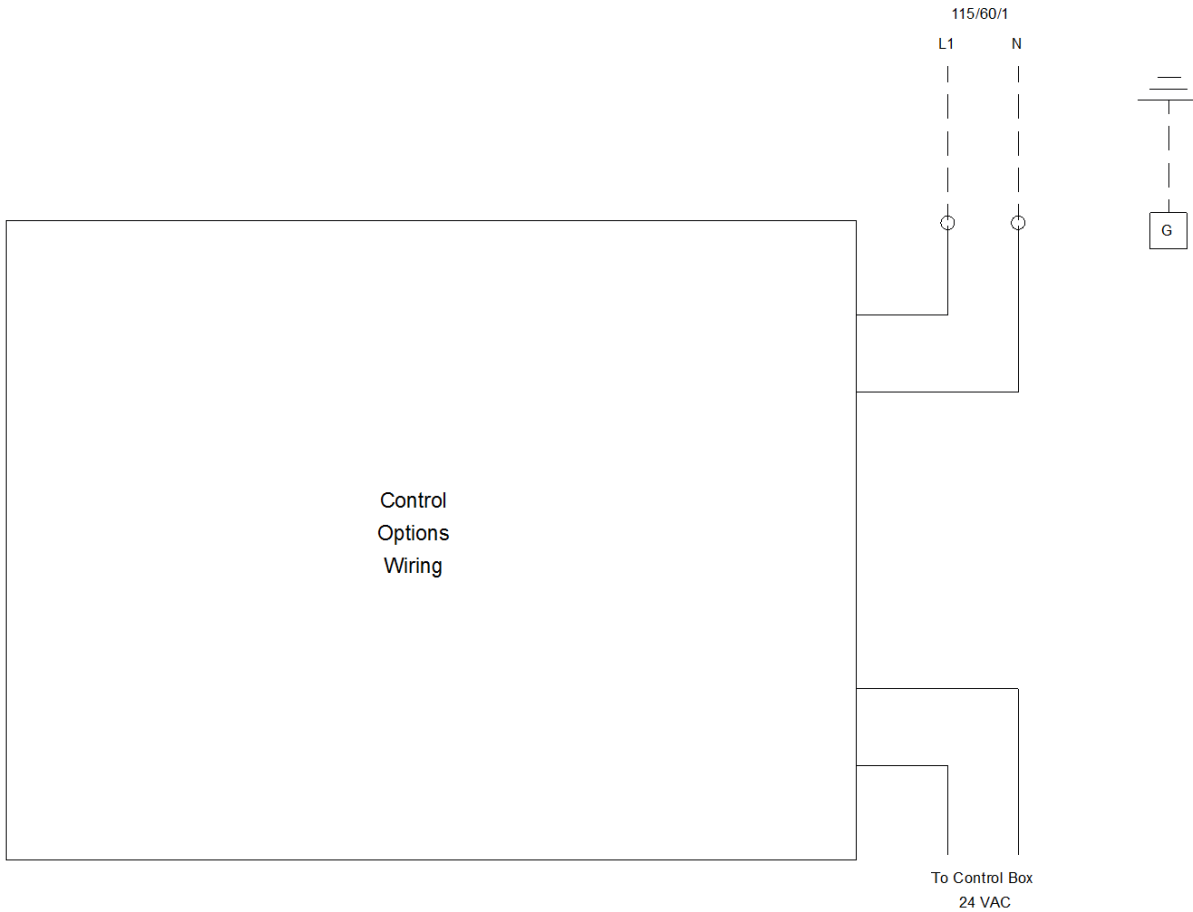 115/60/1
L1 N
G
Control
Options
Wiring
To Control Box
24 VAC